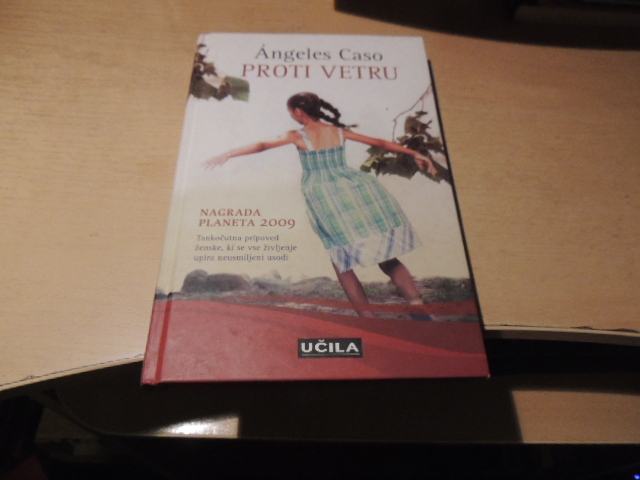 Ángeles Caso
PROTI VETRU
NAGRADA
PLANETA 2009
Tankočutna pripoved
ženske, ki se vse življenje
upira neusmiljeni usodi
UČILA